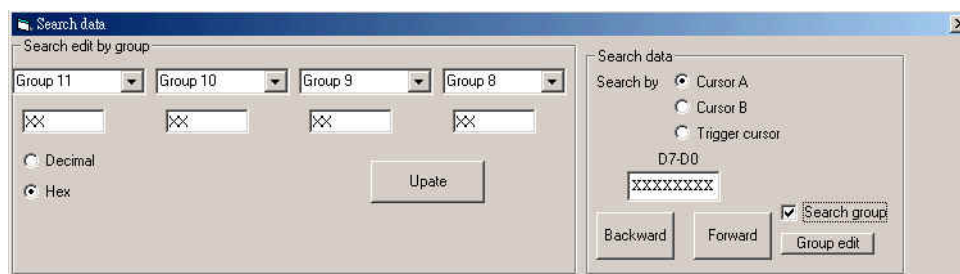 Search data
Search edit by group
Group 11 Group 10 Group 9 Group 8
XX XX XX XX
Decimal
Hex
Upate
Search data
Search by Cursor A
Cursor B
Trigger cursor
D7-D0
XXXXXXXX
Search group
Backward Forward Group edit